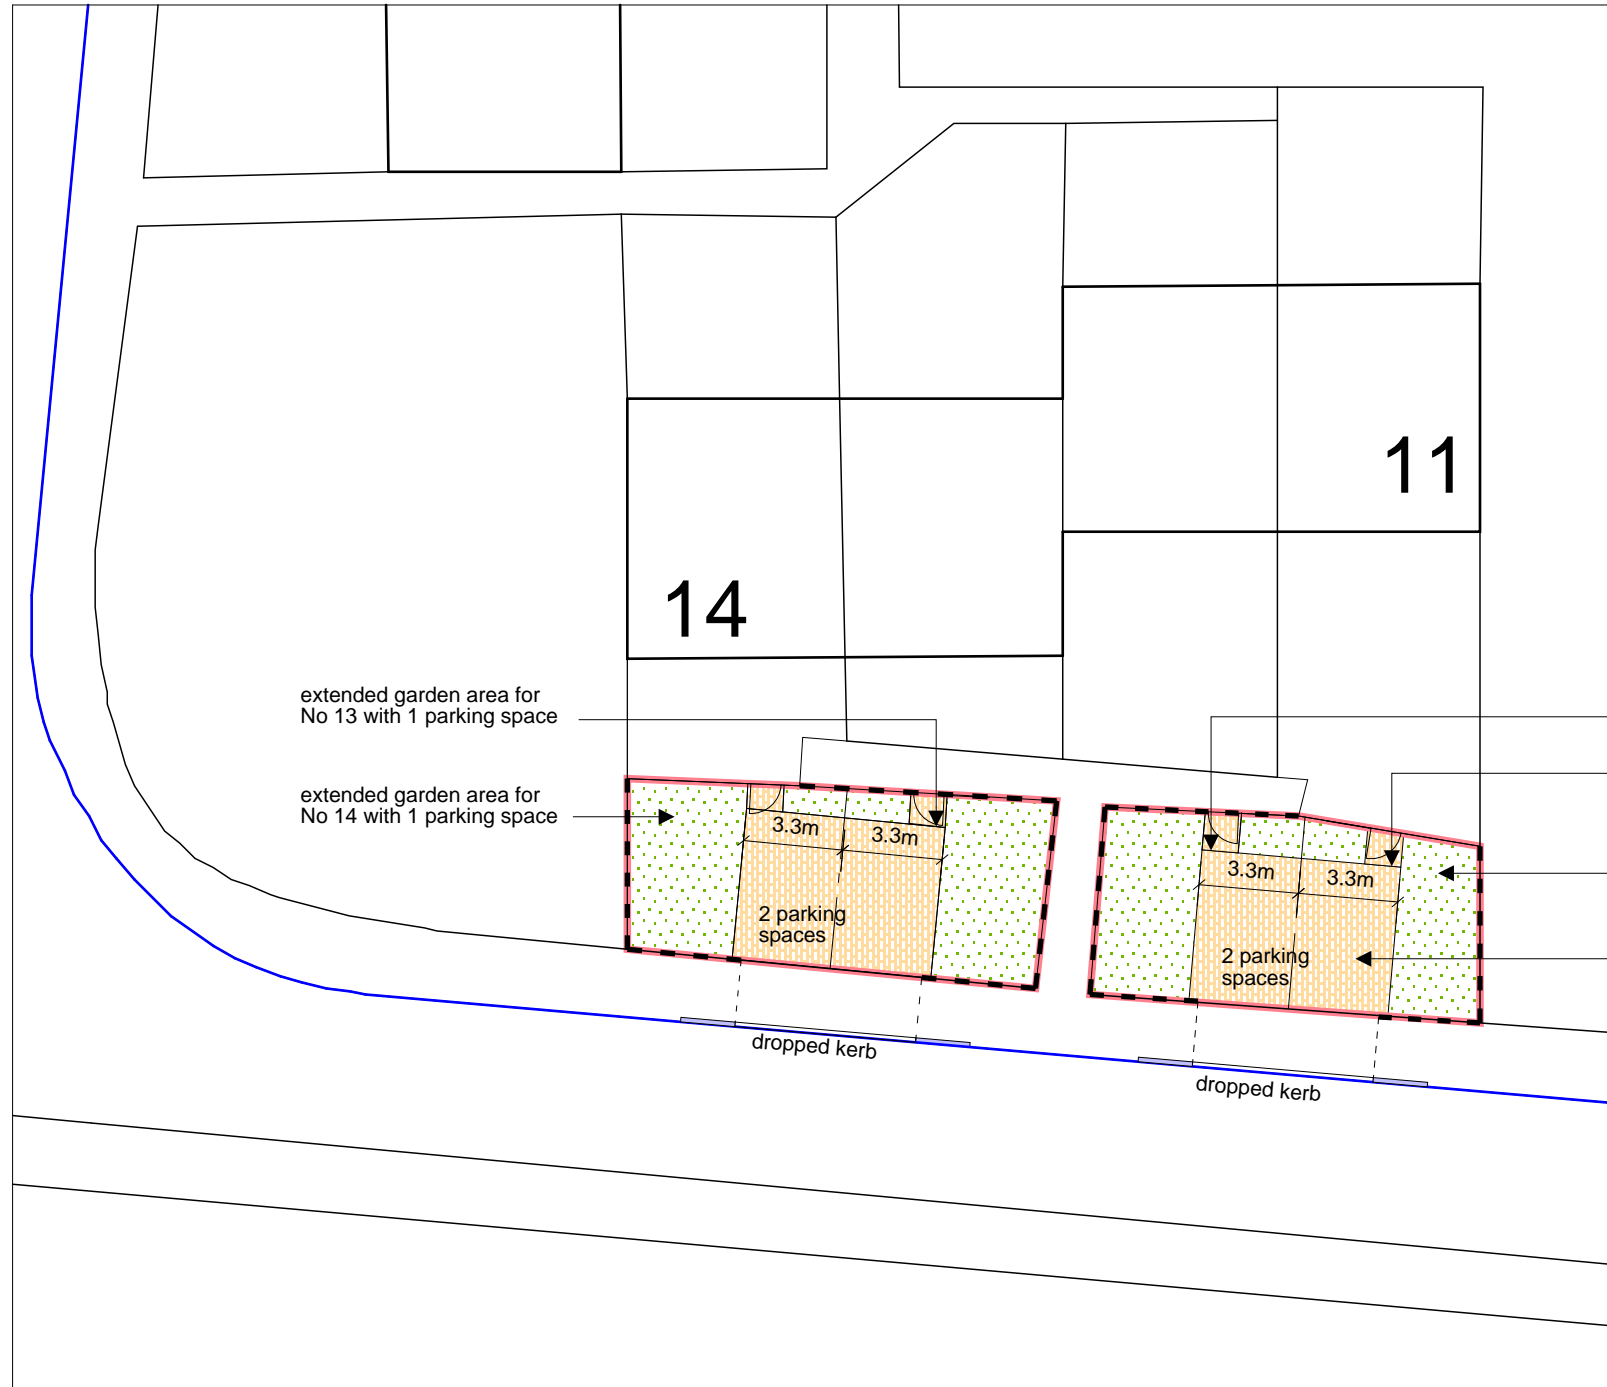 11
14
extended garden area for
No 13 with 1 parking space
extended garden area for
No 14 with 1 parking space
3.3m
3.3m
2 parking
spaces
3.3m
3.3m
2 parking
spaces
dropped kerb
dropped kerb